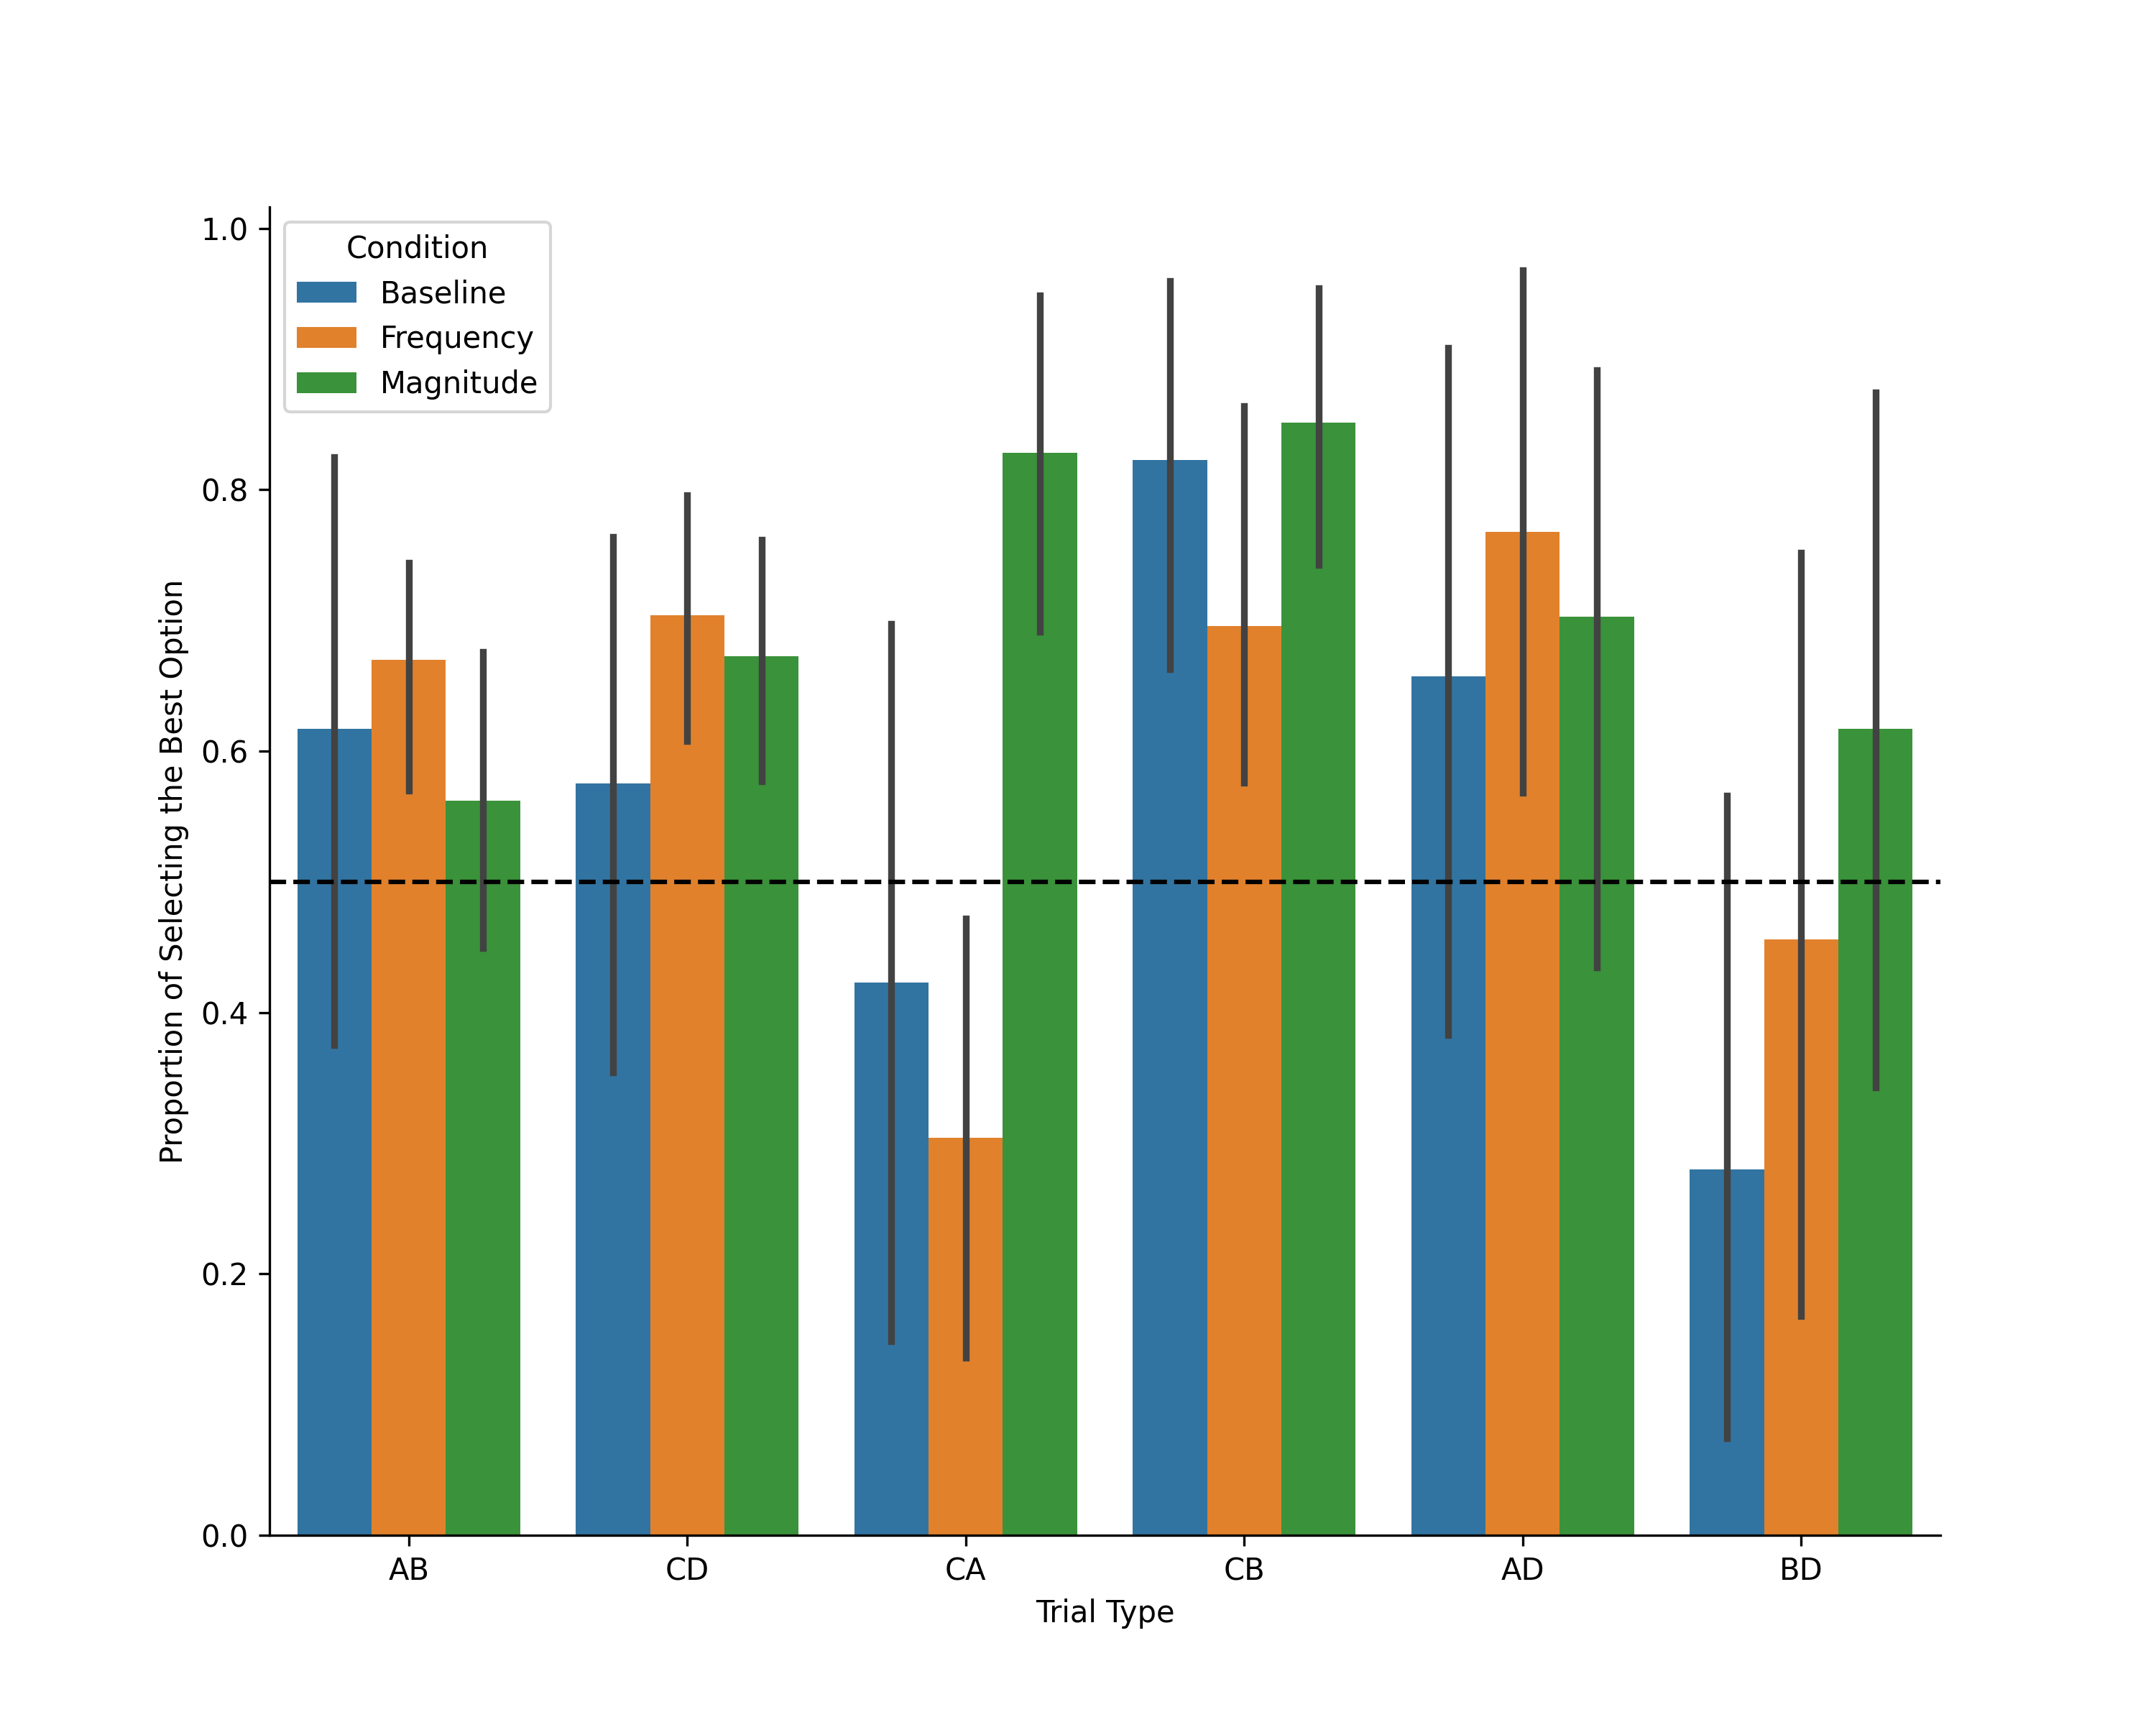 Condition
Baseline
Frequency
Magnitude
1.0
0.8
0.6
0.4
0.2
0.0
Proportion of Selecting the Best Option
AB CD CA CB AD BD
Trial Type